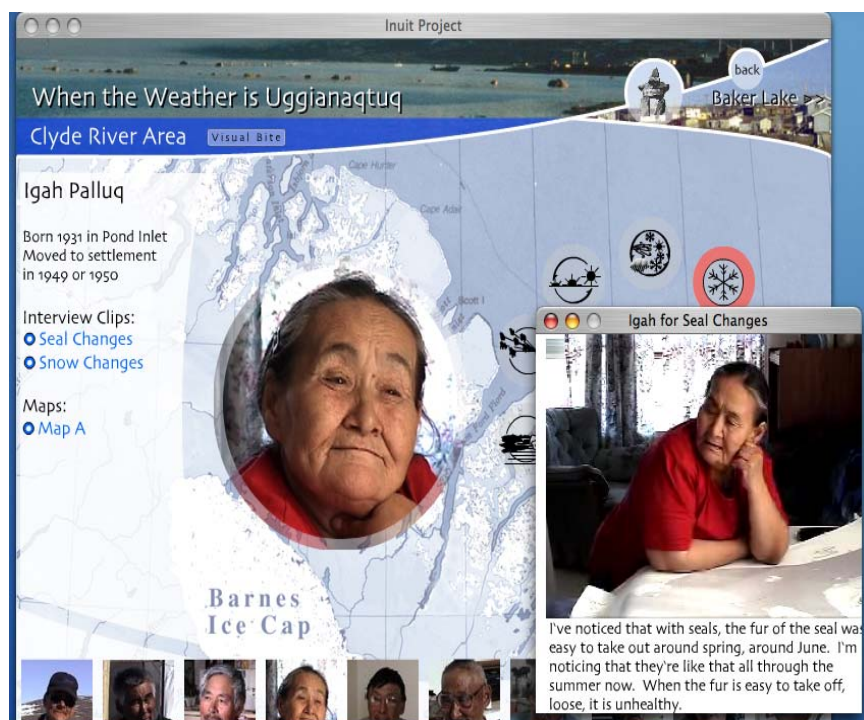 Inuit Project
When the Weather is Uggianaqtuq
back
Baker Lake >>
Clyde River Area
Visual Bite
Igah Palluq
Born 1931 in Pond Inlet
Moved to settlement
in 1949 or 1950
Interview Clips:
Seal Changes
Snow Changes
Maps:
Map A
Cape Hunter
Cape Adair
Scott I
Barnes
Ice Cap
Igah for Seal Changes
I've noticed that with seals, the fur of the seal was
easy to take out around spring, around June. I'm
noticing that they're like that all through the
summer now. When the fur is easy to take off,
loose, it is unhealthy.